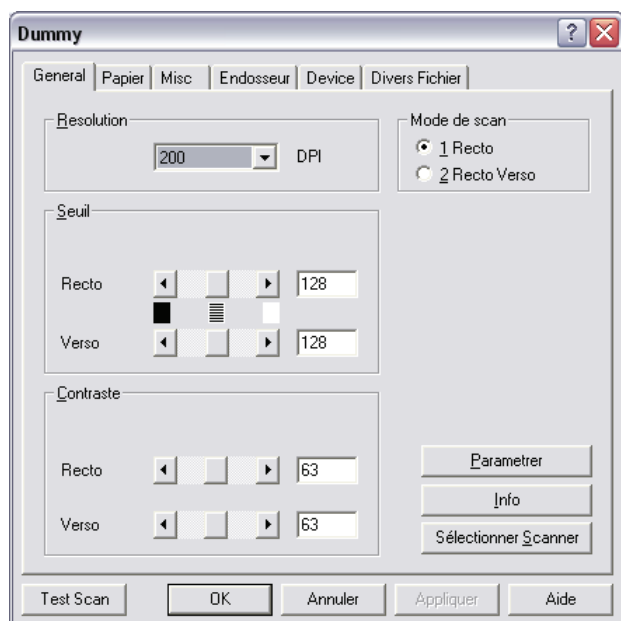 Dummy
General Papier Misc Endosseur Device Divers Fichier
Resolution
200 DPI
Mode de scan
1 Recto
2 Recto Verso
Seuil
Recto 128
Verso 128
Contraste
Recto 63
Verso 63
Parametrer
Info
Sélectionner Scanner
Test Scan OK Annuler Appliquer Aide